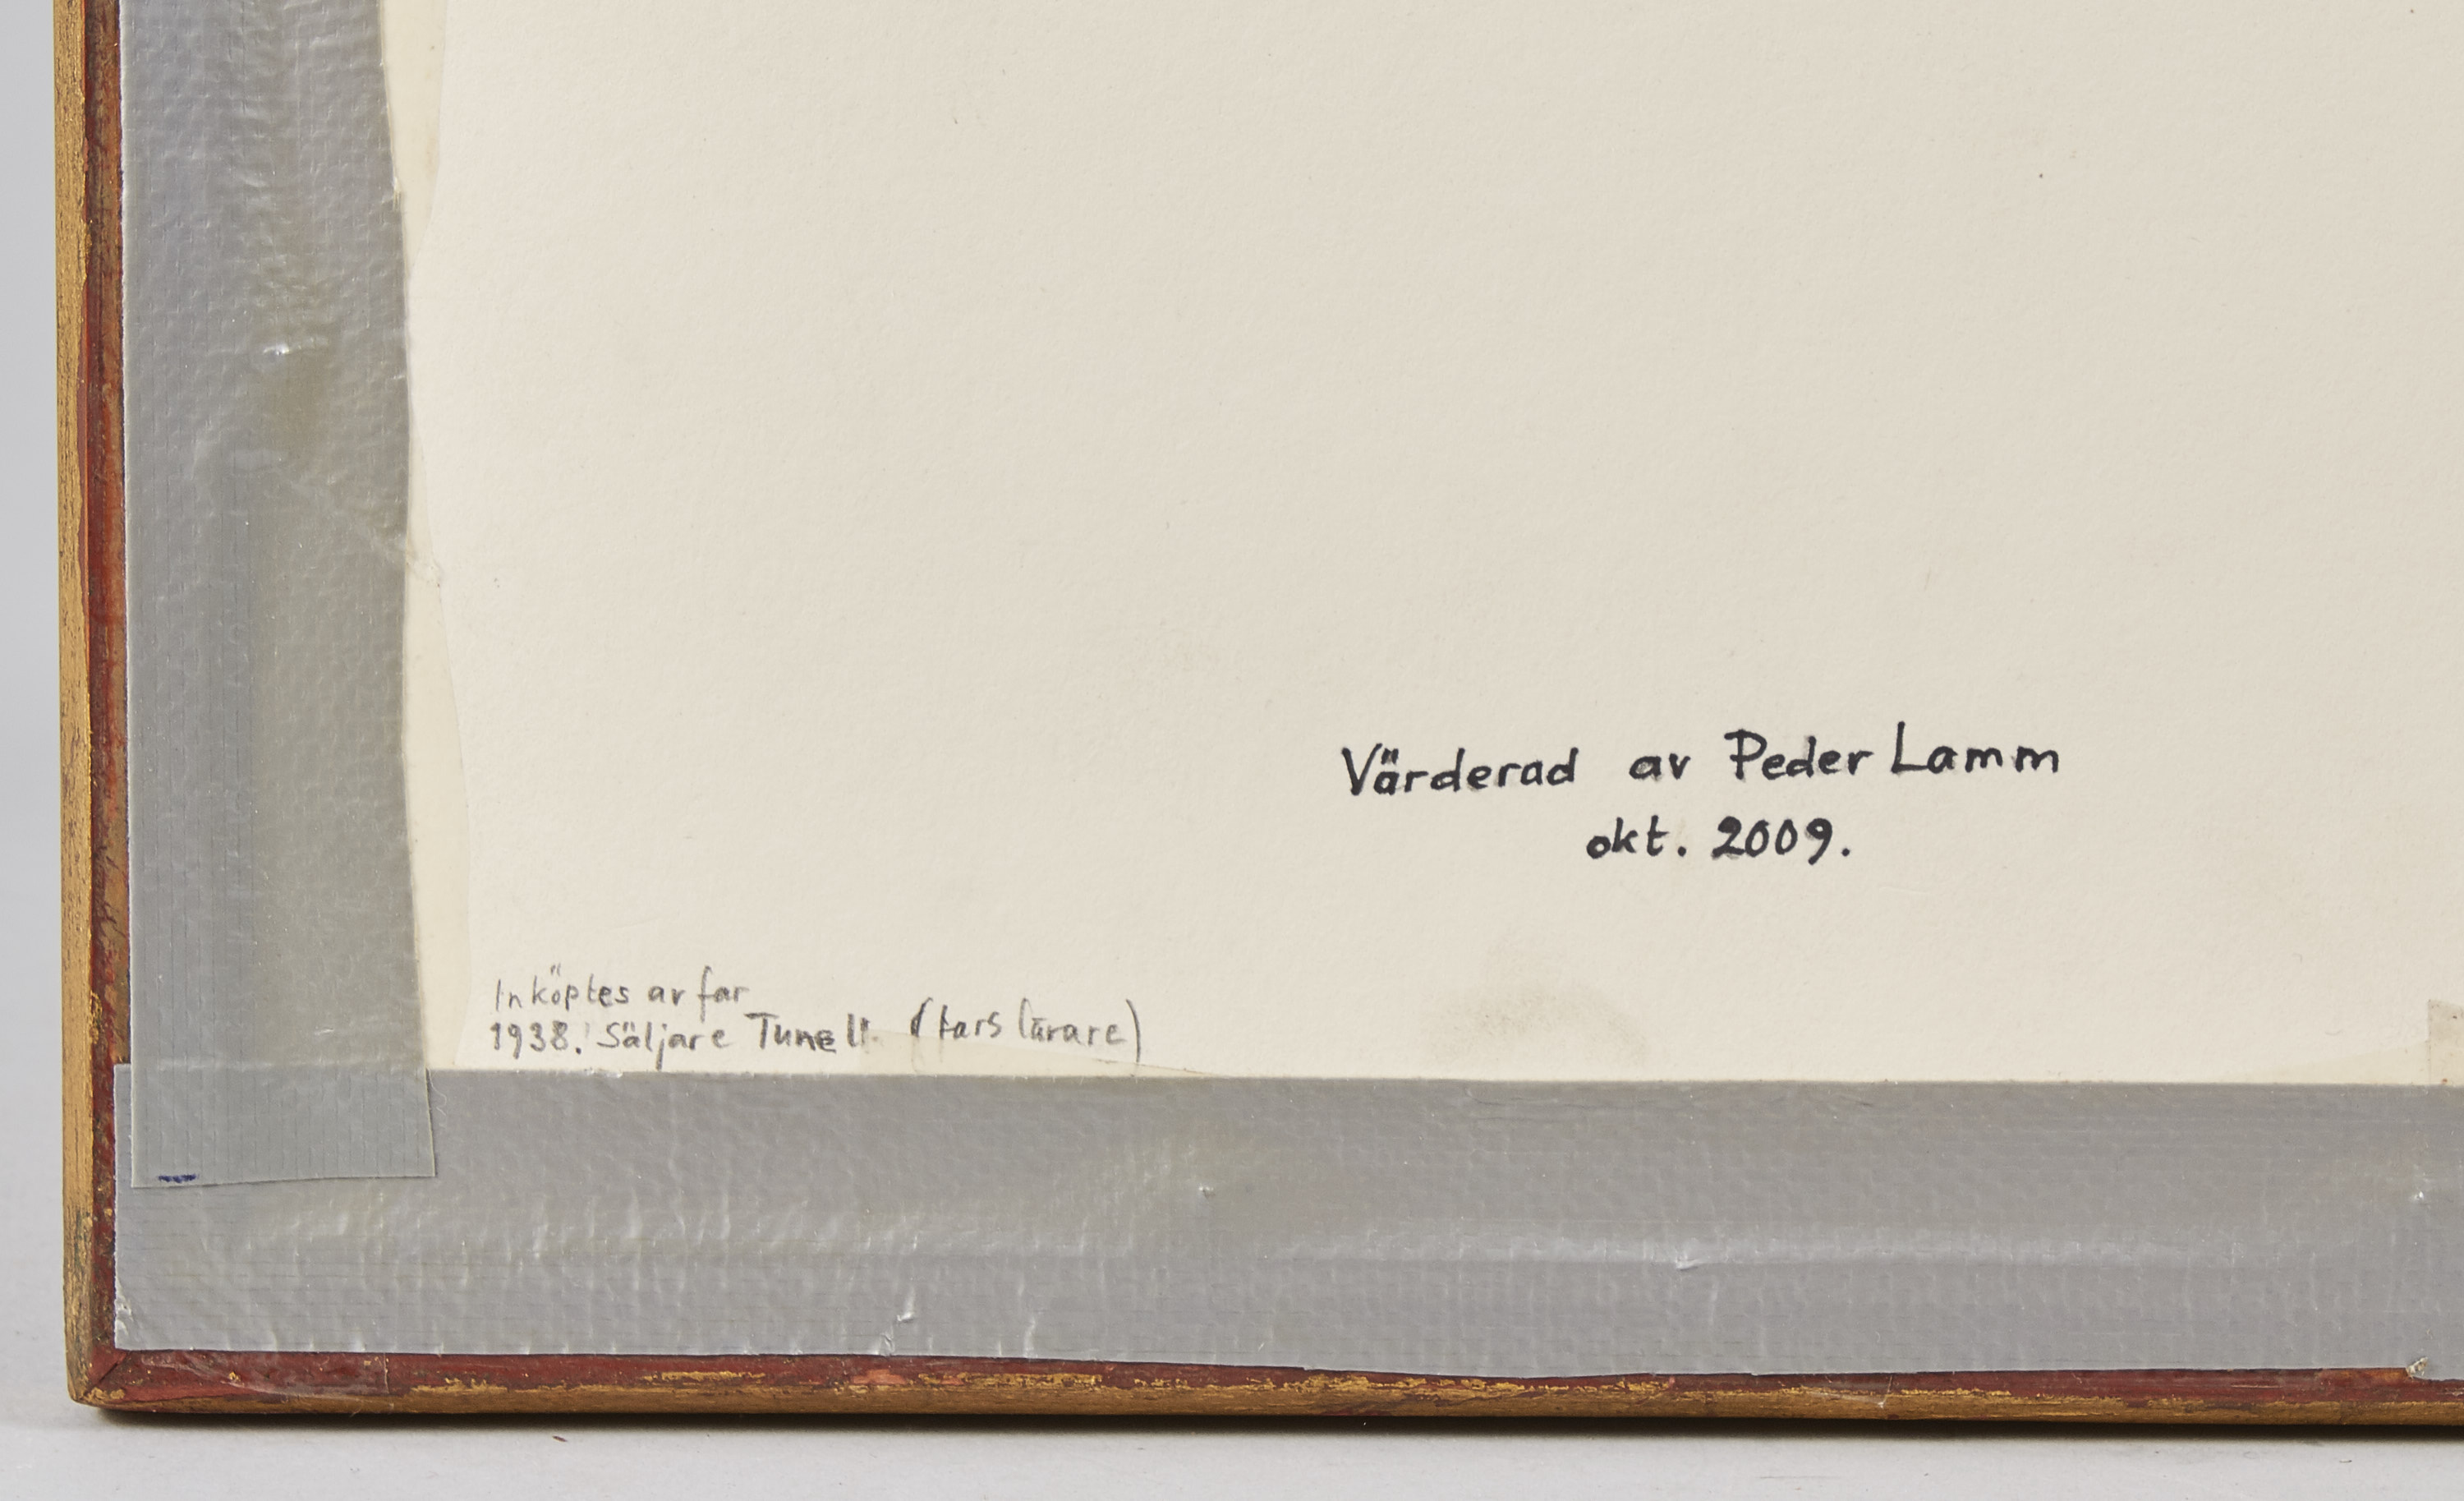 Värderad av Peder Lamm
okt. 2009.
Inköptes av far
1938. Säljare Tunell. (fars lärare)